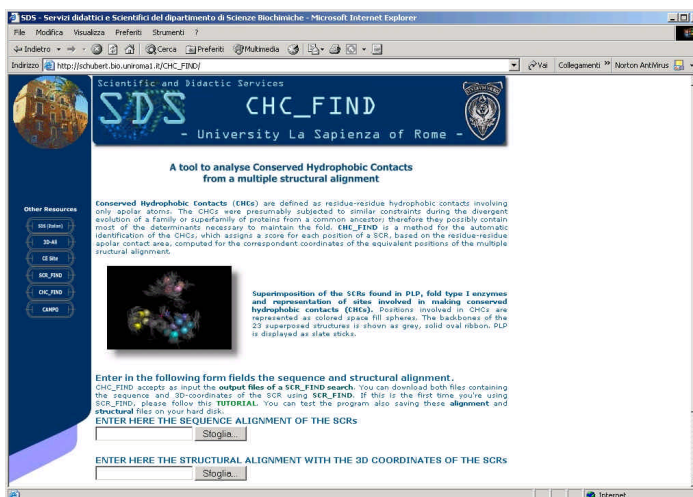 SDS - Servizi didattici e Scientifici del dipartimento di Scienze Biochimiche - Microsoft Internet Explorer
File Modifica Visualizza Preferiti Strumenti ?
Indietro Cerca Preferiti Multimedia
Indirizzo http://schubert.bio.uniroma1.it/CHC_FIND/ Vai Collegamenti » Norton AntiVirus
Scientific and Didactic Services
SDS CHC_FIND
- University La Sapienza of Rome -
A tool to analyse Conserved Hydrophobic Contacts
from a multiple structural alignment
Other Resources
3D-All
CE Site
SCR_FIND
CHC_FIND
CAMPO
Conserved Hydrophobic Contacts (CHCs) are defined as residue-residue hydrophobic contacts involving
only apolar atoms. The CHCs were presumably subjected to similar constraints during the divergent
evolution of a family or superfamily of proteins from a common ancestor; therefore they possibly contain
most of the determinants necessary to maintain the fold. CHC_FIND is a method for the automatic
identification of the CHCs, which assigns a score for each position of a SCR, based on the residue-residue
apolar contact area, computed for the correspondent coordinates of the equivalent positions of the multiple
sructural alignment.
Superimposition of the SCRs found in PLP, fold type I enzymes
and representation of sites involved in making conserved
hydrophobic contacts (CHCs). Positions involved in CHCs are
represented as colored space fill spheres. The backbones of the
23 superposed structures is shown as grey, solid oval ribbon. PLP
is displayed as slate sticks.
Enter in the following form fields the sequence and structural alignment.
CHC_FIND accepts as input the output files of a SCR_FIND search. You can download both files containing
the sequence and 3D-coordinates of the SCR using SCR_FIND. If this is the first time you're using
SCR_FIND, please follow this TUTORIAL. You can test the program also saving these alignment and
structural files on your hard disk.
ENTER HERE THE SEQUENCE ALIGNMENT OF THE SCRs
Sfoglia...
ENTER HERE THE STRUCTURAL ALIGNMENT WITH THE 3D COORDINATES OF THE SCRs
Sfoglia...
Internet